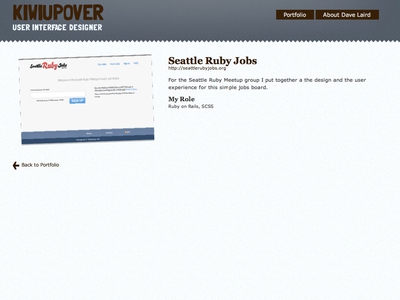 KIWIUPOVER
USER INTERFACE DESIGNER
Portfolio
About Dave Laird
Seattle Ruby Jobs
SIGN UP
Seattle Ruby Jobs
http://seattlerubyjobs.org
For the Seattle Ruby Meetup group I put together a the design and the user
experience for this simple jobs board.
My Role
Ruby on Rails, SCSS
Back to Portfolio